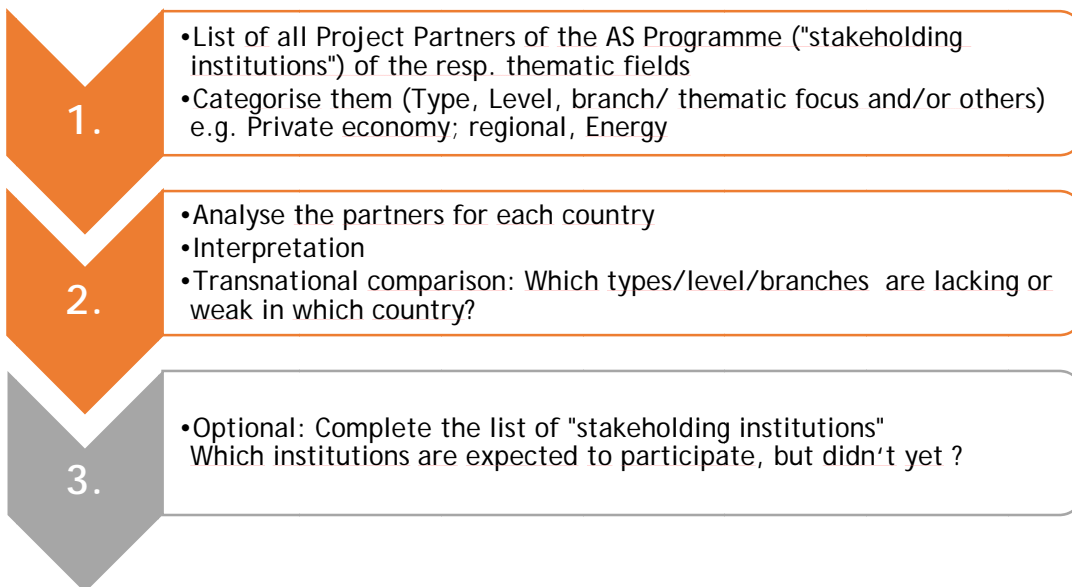 1.
•List of all Project Partners of the AS Programme ("stakeholding
institutions") of the resp. thematic fields
•Categorise them (Type, Level, branch/ thematic focus and/or others)
e.g. Private economy; regional, Energy
2.
•Analyse the partners for each country
•Interpretation
•Transnational comparison: Which types/level/branches are lacking or
weak in which country?
3.
•Optional: Complete the list of "stakeholding institutions"
Which institutions are expected to participate, but didn‘t yet ?